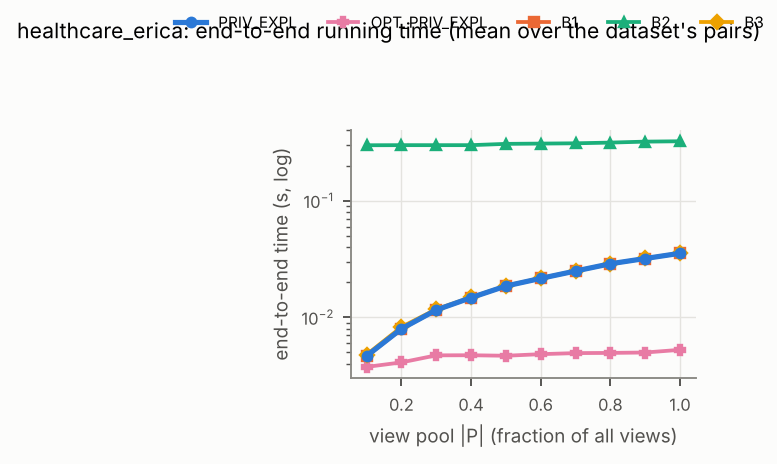 PRIV_EXPL OPT_PRIV_EXPL B1 B2 B3
healthcare_erica: end-to-end running time (mean over the dataset's pairs)
end-to-end time (s, log)
10⁻¹
10⁻²
0.2 0.4 0.6 0.8 1.0
view pool |P| (fraction of all views)